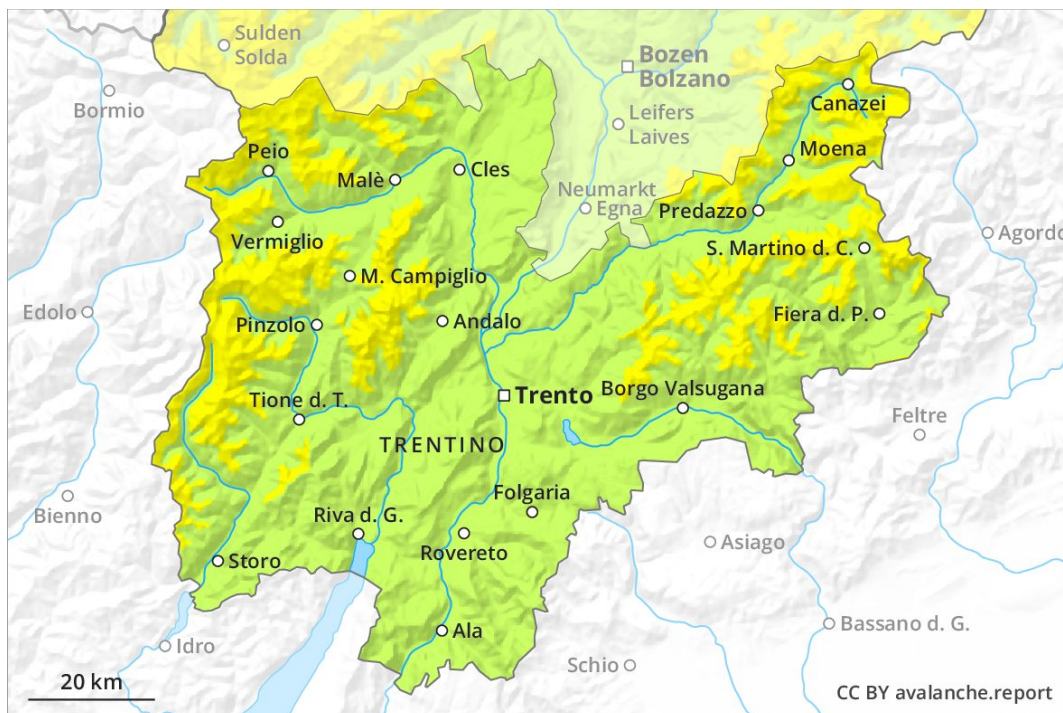 Sulden
Solda
Bozen
Bolzano
Bormio
Canazei
Leifers
Laives
Peio
Moena
Malè
Cles
Neumarkt
Egna
Predazzo
Vermiglio
Agordo
S. Martino d. C.
M. Campiglio
Edolo
Fiera d. P.
Pinzolo
Andalo
Trento
Borgo Valsugana
Tione d. T.
Feltre
TRENTINO
Folgaria
Bienno
Riva d. G.
Asiago
Rovereto
Storo
Bassano d. G.
Ala
Idro
Schio
20 km
CC BY avalanche.report